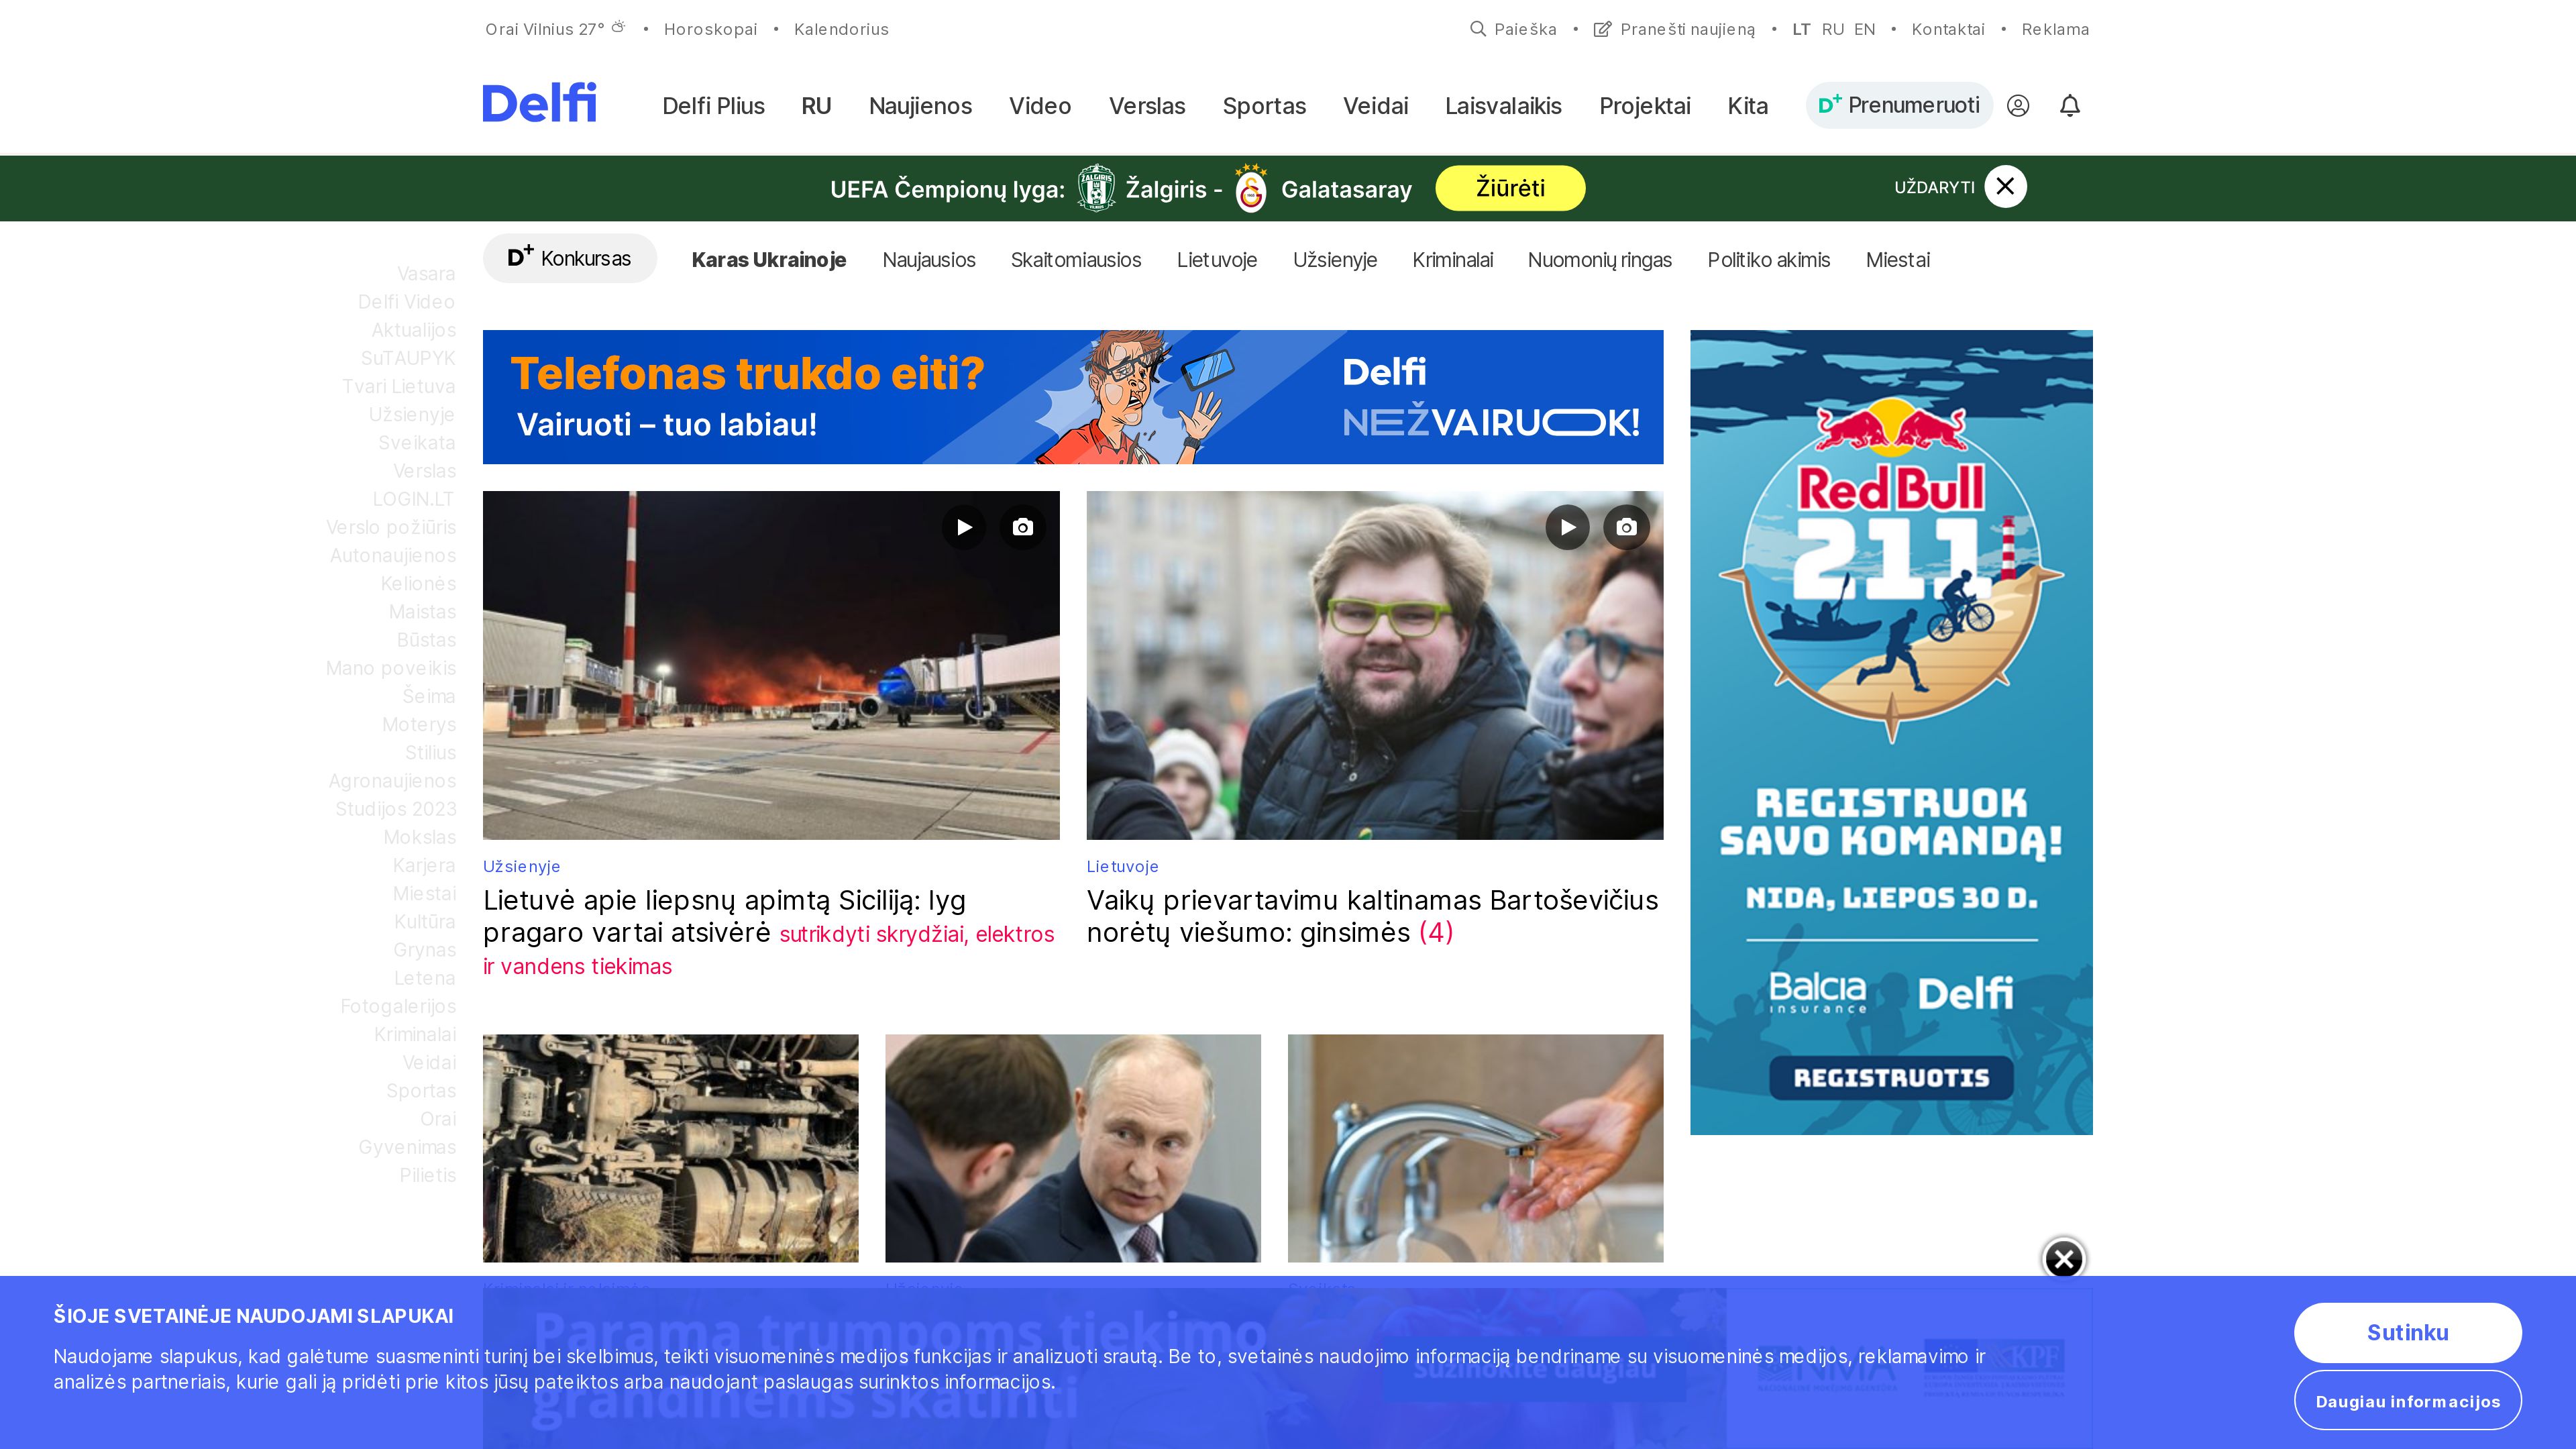 Orai Vilnius 27° • Horoskopai • Kalendorius
Paieška • Pranešti naujieną • LT RU EN • Kontaktai • Reklama
Delfi
Delfi Plius RU Naujienos Video Verslas Sportas Veidai Laisvalaikis Projektai Kita
D+ Prenumeruoti
UEFA Čempionų lyga: Žalgiris - Galatasaray Žiūrėti
UŽDARYTI
D+ Konkursas Karas Ukrainoje Naujausios Skaitomiausios Lietuvoje Užsienyje Kriminalai Nuomonių ringas Politiko akimis Miestai
Vasara
Delfi Video
Aktualijos
SuTAUPYK
Tvari Lietuva
Užsienyje
Sveikata
Verslas
LOGIN.LT
Verslo požiūris
Autonaujienos
Kelionės
Maistas
Būstas
Mano poveikis
Šeima
Moterys
Stilius
Agronaujienos
Studijos 2023
Mokslas
Karjera
Miestai
Kultūra
Grynas
Letena
Fotogalerijos
Kriminalai
Veidai
Sportas
Orai
Gyvenimas
Pilietis
Telefonas trukdo eiti?
Vairuoti – tuo labiau!
Delfi
NEŽVAIRUOK!
Užsienyje
Lietuvė apie liepsnų apimtą Siciliją: lyg
pragaro vartai atsivėrė sutrikdyti skrydžiai, elektros
ir vandens tiekimas
Lietuvoje
Vaikų prievartavimu kaltinamas Bartoševičius
norėtų viešumo: ginsimės (4)
Red Bull
211
REGISTRUOK
SAVO KOMANDĄ!
NIDA, LIEPOS 30 D.
Balcia
insurance
Delfi
REGISTRUOTIS
Parama trumpoms tiekimo
grandinėms skatinti
Sužinokite daugiau
NMA
KPF
ŠIOJE SVETAINĖJE NAUDOJAMI SLAPUKAI
Naudojame slapukus, kad galėtume suasmeninti turinį bei skelbimus, teikti visuomeninės medijos funkcijas ir analizuoti srautą. Be to, svetainės naudojimo informaciją bendriname su visuomeninės medijos, reklamavimo ir
analizės partneriais, kurie gali ją pridėti prie kitos jūsų pateiktos arba naudojant paslaugas surinktos informacijos.
Sutinku
Daugiau informacijos